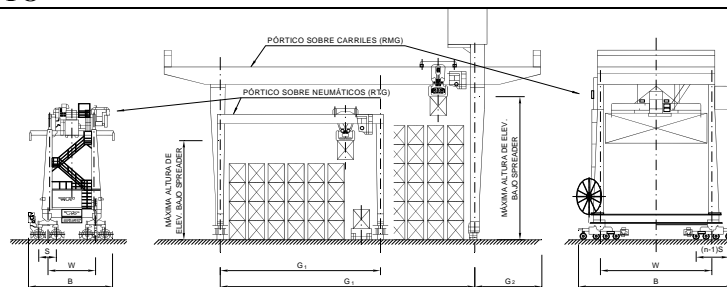 PÓRTICO SOBRE CARRILES (RMG)
PÓRTICO SOBRE NEUMÁTICOS (RTG)
MÁXIMA ALTURA DE
ELEV. BAJO SPREADER
MÁXIMA ALTURA DE ELEV.
BAJO SPREADER
S
W
B
G1
G1
G2
(n-1)S
W
B